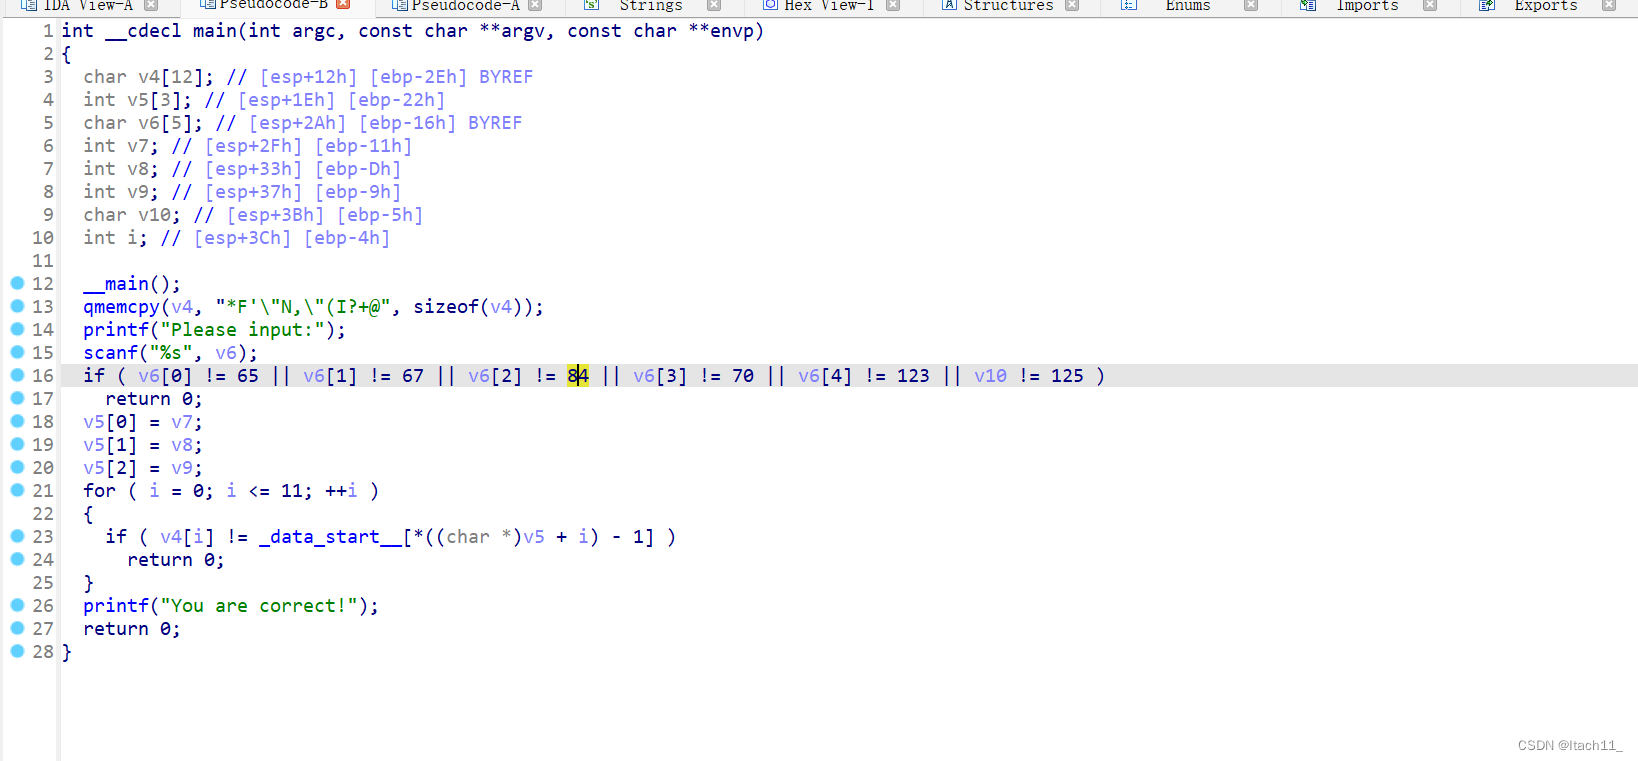 IDA View-A Pseudocode-B Pseudocode-A Strings Hex View-1 Structures Enums Imports Exports
1 int __cdecl main(int argc, const char **argv, const char **envp)
2 {
3 char v4[12]; // [esp+12h] [ebp-2Eh] BYREF
4 int v5[3]; // [esp+1Eh] [ebp-22h]
5 char v6[5]; // [esp+2Ah] [ebp-16h] BYREF
6 int v7; // [esp+2Fh] [ebp-11h]
7 int v8; // [esp+33h] [ebp-Dh]
8 int v9; // [esp+37h] [ebp-9h]
9 char v10; // [esp+3Bh] [ebp-5h]
10 int i; // [esp+3Ch] [ebp-4h]
11
12 __main();
13 qmemcpy(v4, "*F'\"N,\"(I?+@", sizeof(v4));
14 printf("Please input:");
15 scanf("%s", v6);
16 if ( v6[0] != 65 || v6[1] != 67 || v6[2] != 84 || v6[3] != 70 || v6[4] != 123 || v10 != 125 )
17 return 0;
18 v5[0] = v7;
19 v5[1] = v8;
20 v5[2] = v9;
21 for ( i = 0; i <= 11; ++i )
22 {
23 if ( v4[i] != _data_start__[*((char *)v5 + i) - 1] )
24 return 0;
25 }
26 printf("You are correct!");
27 return 0;
28 }
CSDN @Itach11_